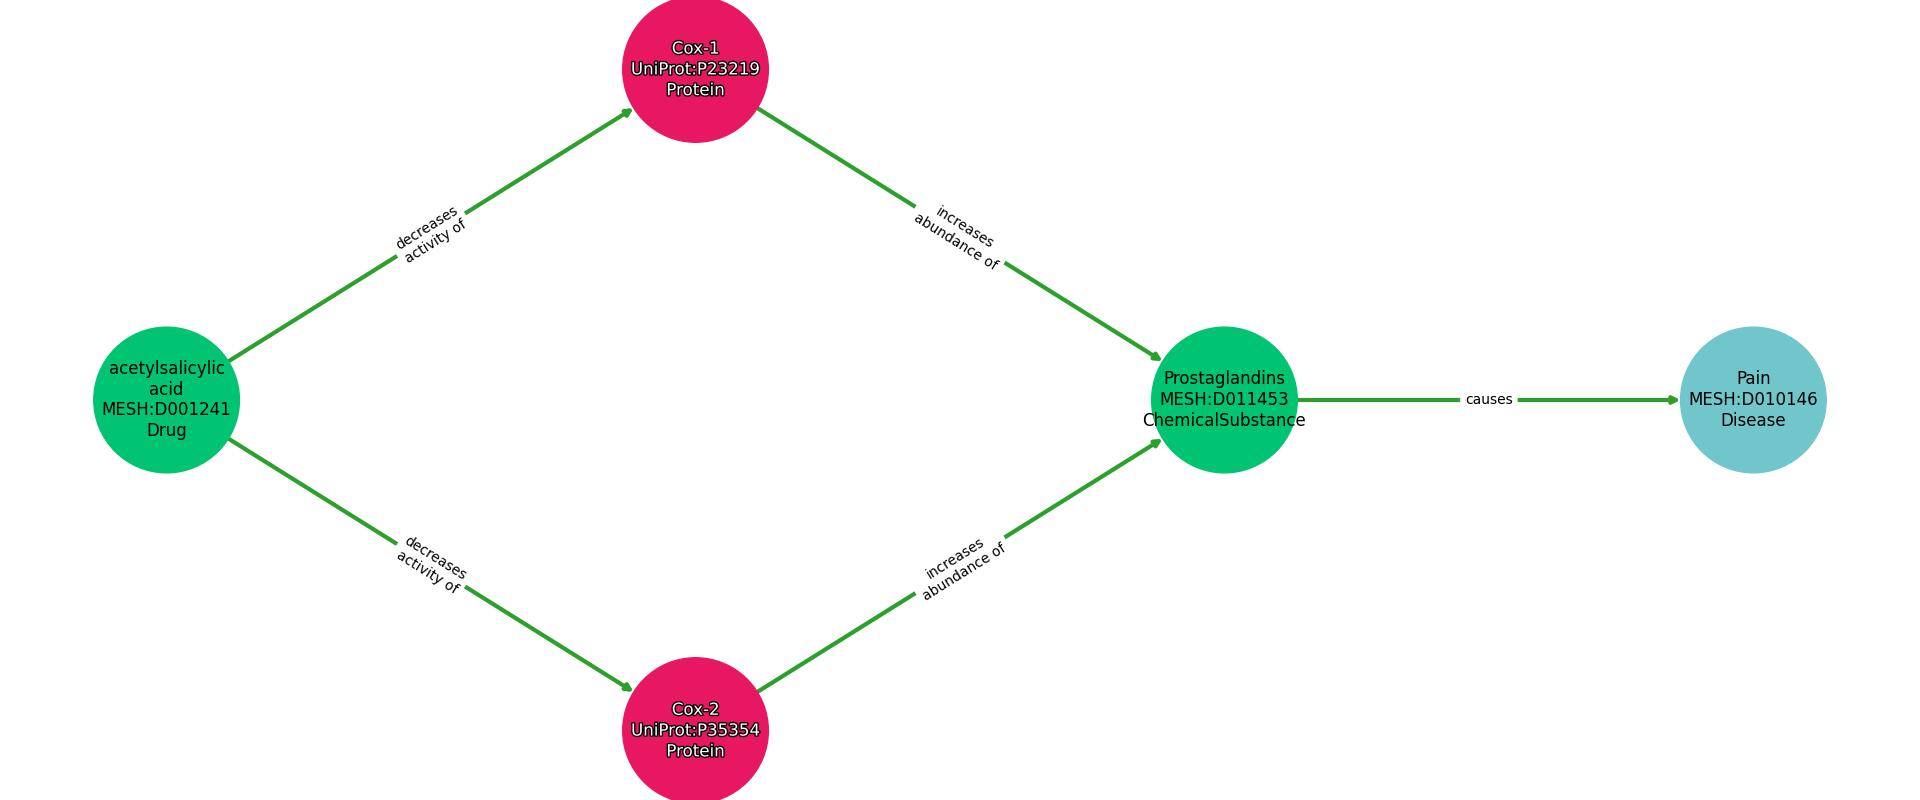 Cox-1
UniProt:P23219
Protein
decreases
activity of
increases
abundance of
acetylsalicylic
acid
MESH:D001241
Drug
Prostaglandins
MESH:D011453
ChemicalSubstance
causes
Pain
MESH:D010146
Disease
decreases
activity of
increases
abundance of
Cox-2
UniProt:P35354
Protein